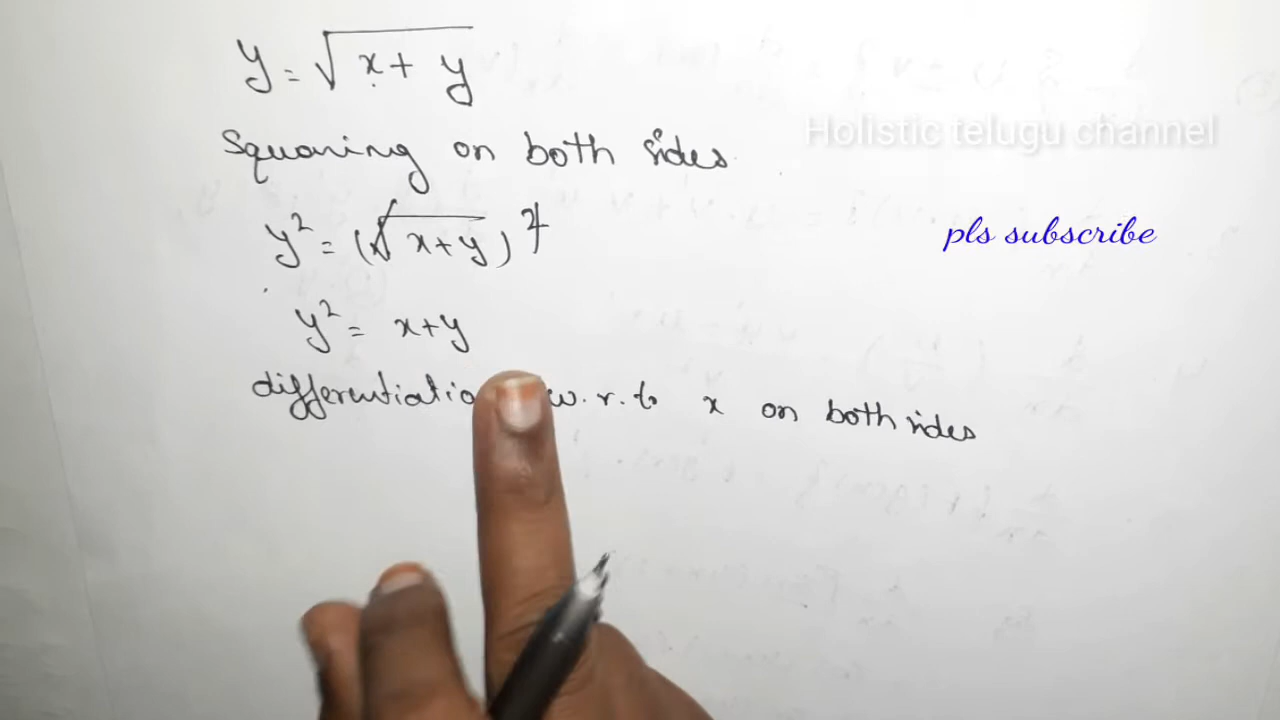 y = √x + y
Squaring on both sides
Holistic telugu channel
y² = (√x+y)²
pls subscribe
y² = x+y
w.r.to x on both sides